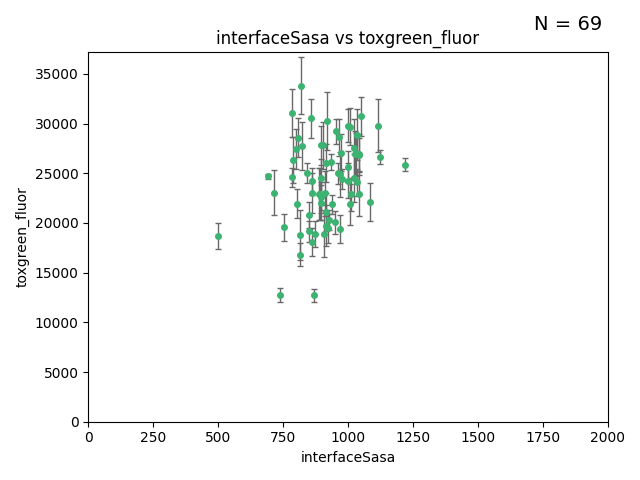 N = 69
interfaceSasa vs toxgreen_fluor
toxgreen_fluor
35000
30000
25000
20000
15000
10000
5000
0
0 250 500 750 1000 1250 1500 1750 2000
interfaceSasa